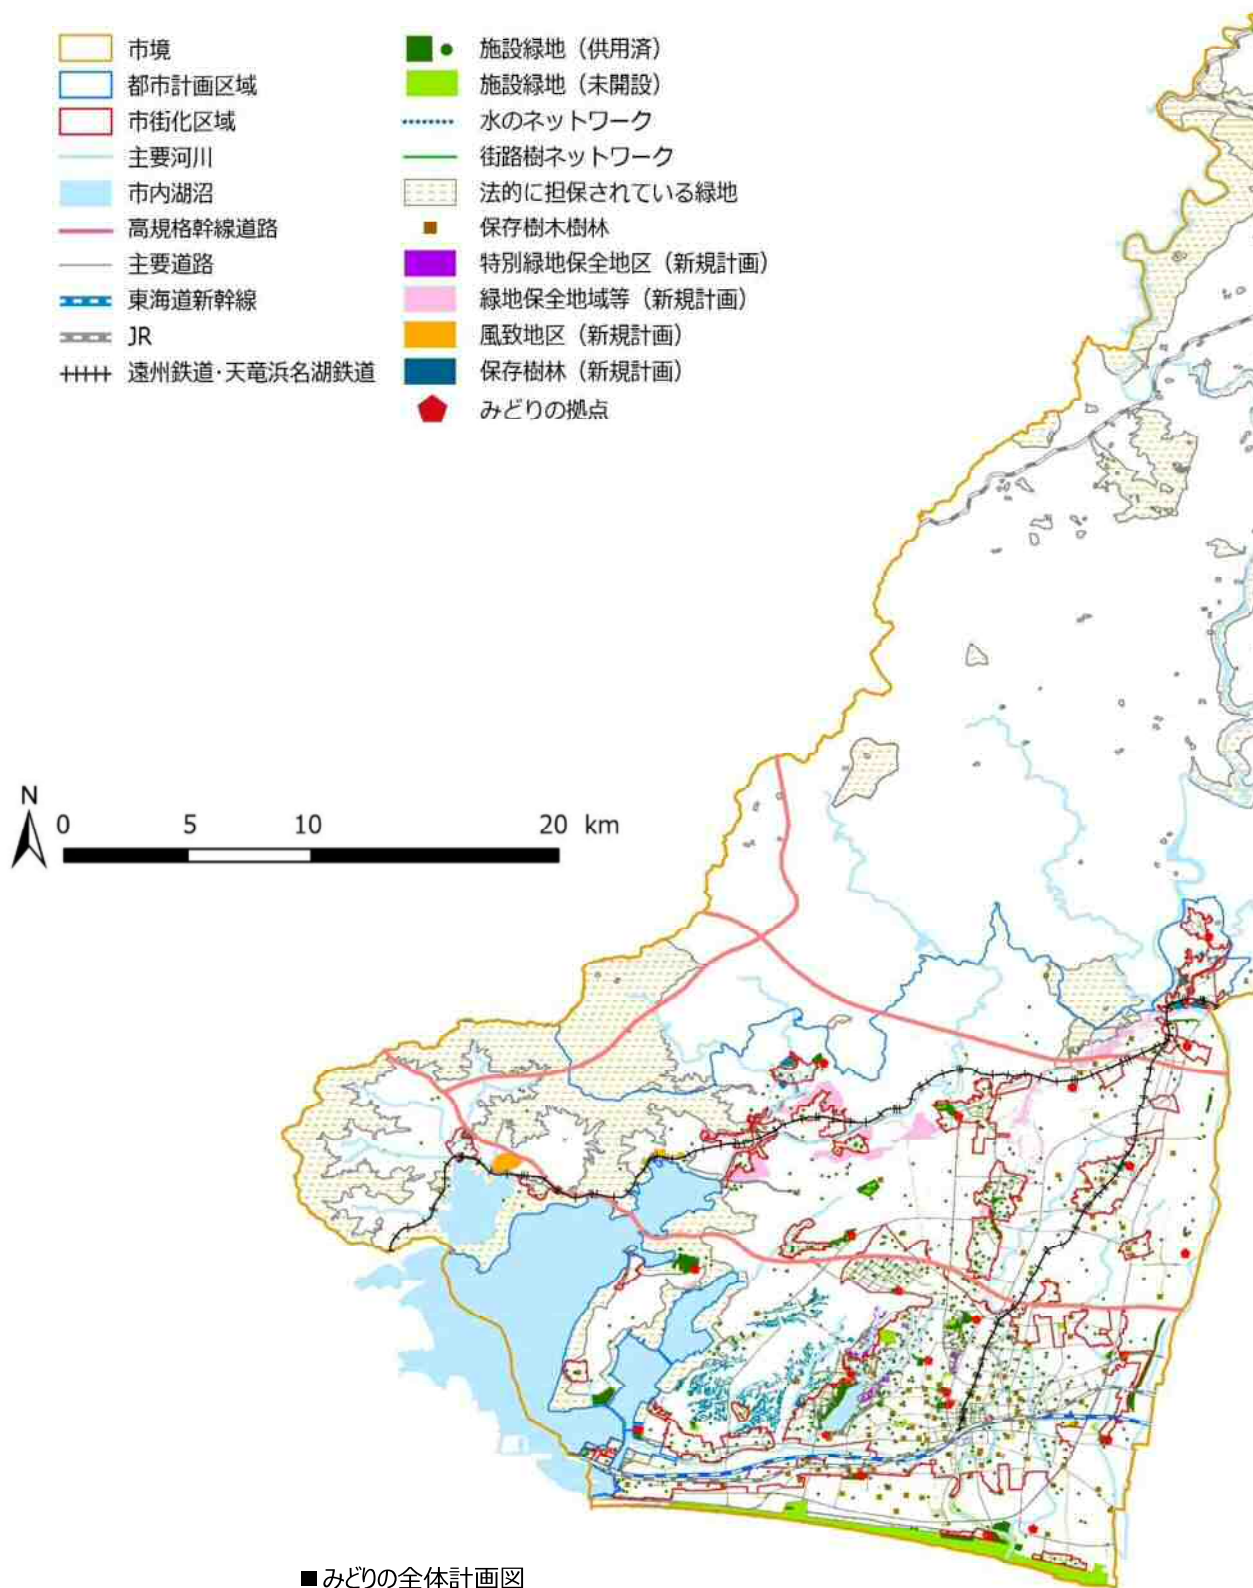 市境
都市計画区域
市街化区域
主要河川
市内湖沼
高規格幹線道路
主要道路
東海道新幹線
JR
遠州鉄道・天竜浜名湖鉄道
施設緑地（供用済）
施設緑地（未開設）
水のネットワーク
街路樹ネットワーク
法的に担保されている緑地
保存樹木樹林
特別緑地保全地区（新規計画）
緑地保全地域等（新規計画）
風致地区（新規計画）
保存樹林（新規計画）
みどりの拠点
N
0 5 10 20 km
■みどりの全体計画図